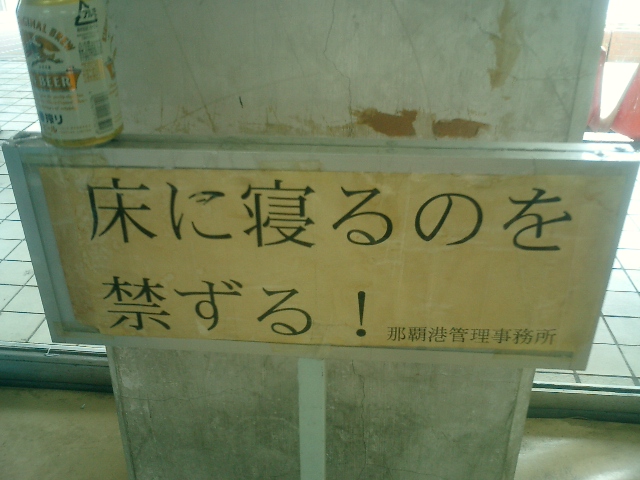 床に寝るのを
禁ずる！
那覇港管理事務所